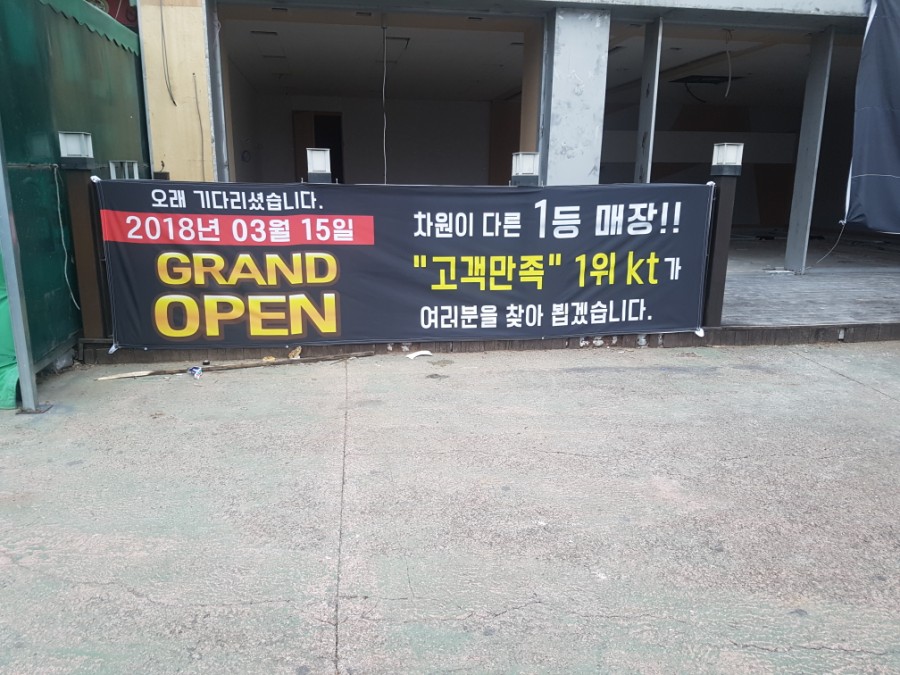 오래 기다리셨습니다.
2018년 03월 15일
GRAND
OPEN
차원이 다른 1등 매장!!
"고객만족" 1위 kt가
여러분을 찾아 뵙겠습니다.